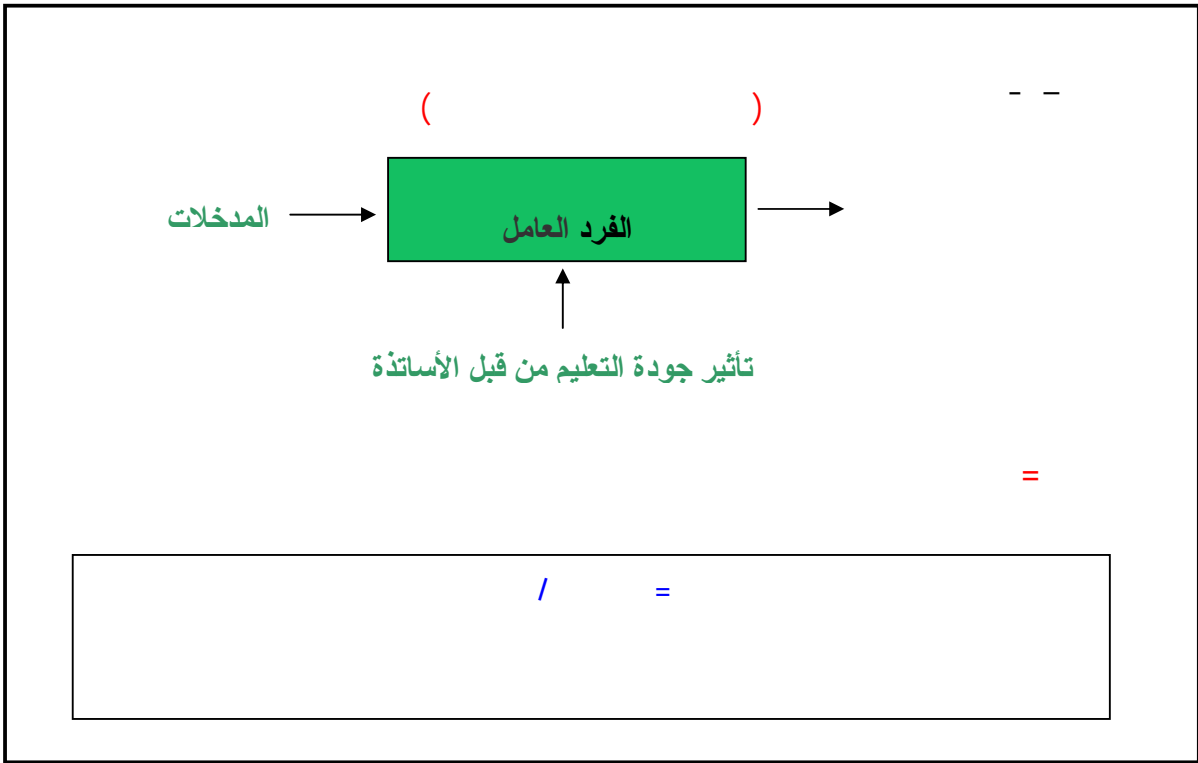 – -
( )
المدخلات
الفرد العامل
تأثير جودة التعليم من قبل الأساتذة
=
= /